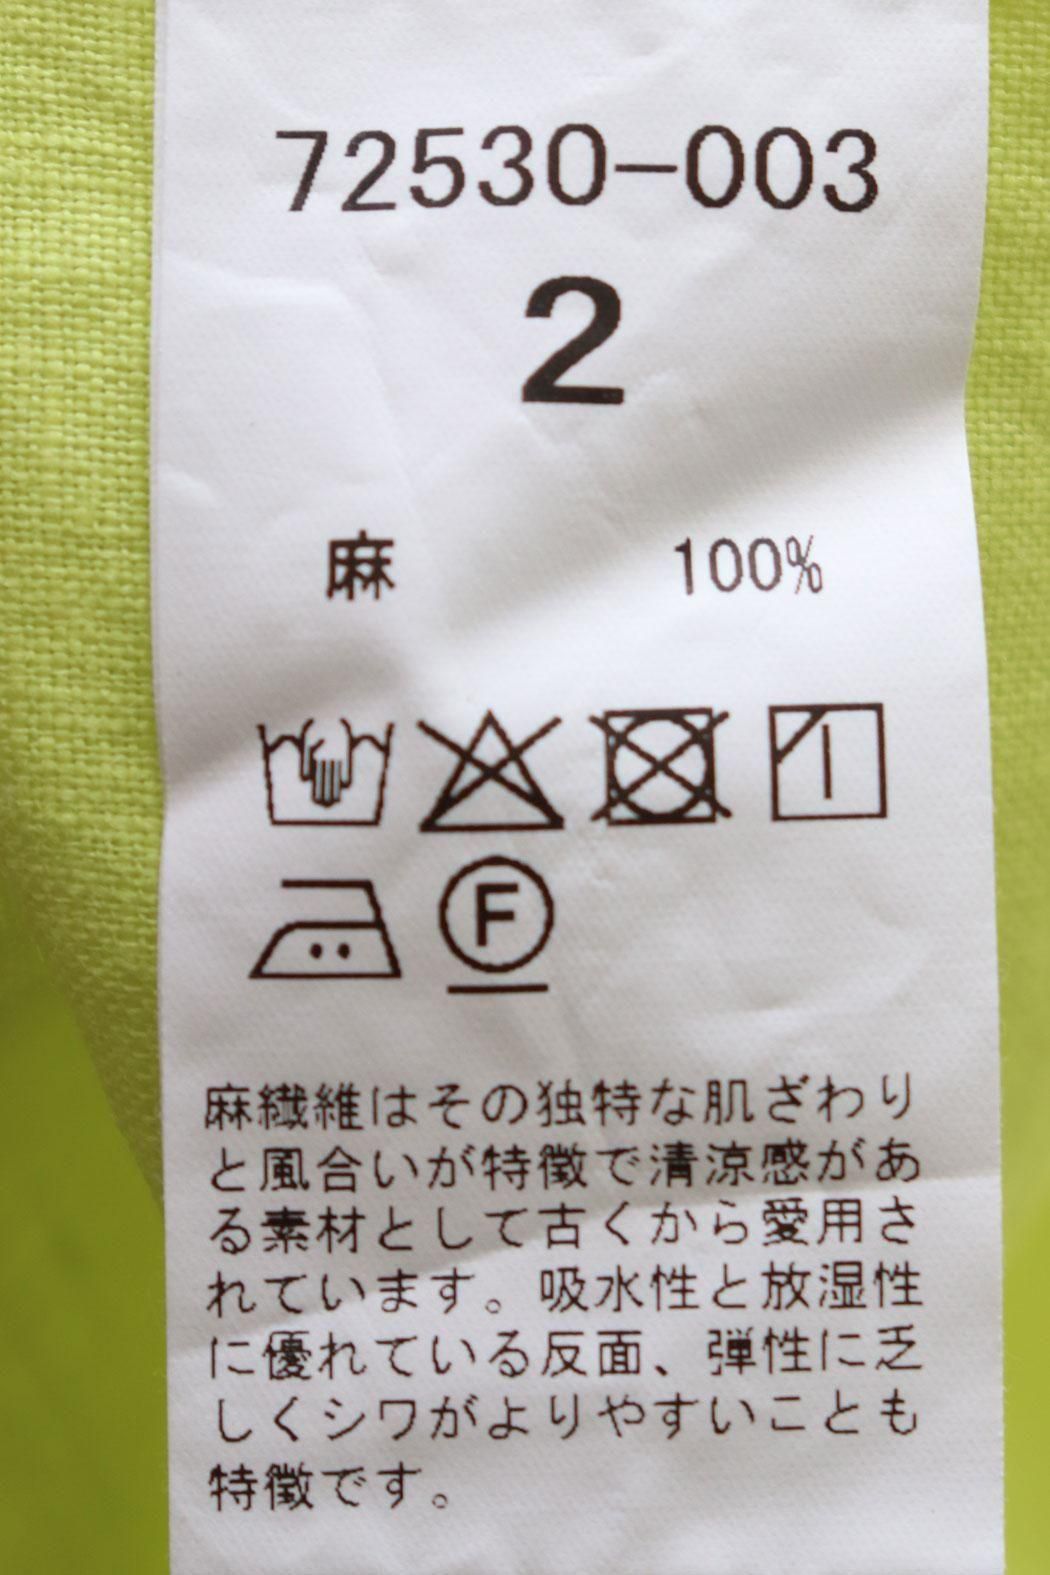 72530-003
2
麻 100%
F
麻繊維はその独特な肌ざわり
と風合いが特徴で清涼感があ
る素材として古くから愛用さ
れています。吸水性と放湿性
に優れている反面、弾性に乏
しくシワがよりやすいことも
特徴です。